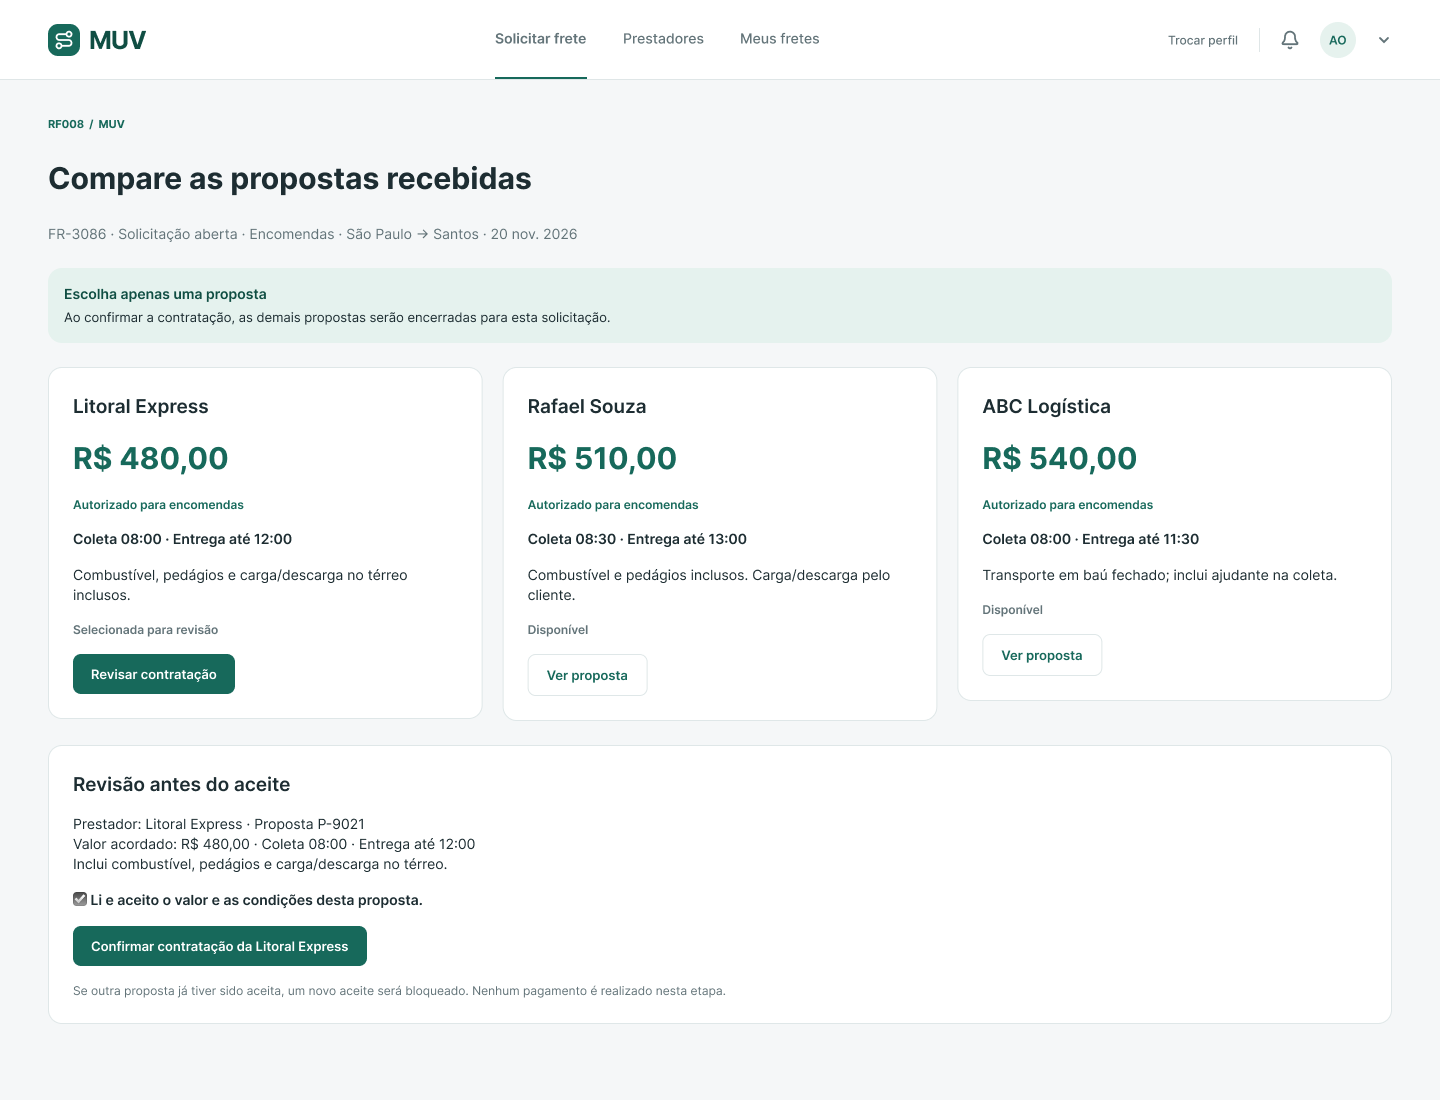 MUV
Solicitar frete
Prestadores
Meus fretes
Trocar perfil
AO
RF008 / MUV
Compare as propostas recebidas
FR-3086 · Solicitação aberta · Encomendas · São Paulo → Santos · 20 nov. 2026
Escolha apenas uma proposta
Ao confirmar a contratação, as demais propostas serão encerradas para esta solicitação.
Litoral Express
R$ 480,00
Autorizado para encomendas
Coleta 08:00 · Entrega até 12:00
Combustível, pedágios e carga/descarga no térreo
inclusos.
Selecionada para revisão
Revisar contratação
Rafael Souza
R$ 510,00
Autorizado para encomendas
Coleta 08:30 · Entrega até 13:00
Combustível e pedágios inclusos. Carga/descarga pelo
cliente.
Disponível
Ver proposta
ABC Logística
R$ 540,00
Autorizado para encomendas
Coleta 08:00 · Entrega até 11:30
Transporte em baú fechado; inclui ajudante na coleta.
Disponível
Ver proposta
Revisão antes do aceite
Prestador: Litoral Express · Proposta P-9021
Valor acordado: R$ 480,00 · Coleta 08:00 · Entrega até 12:00
Inclui combustível, pedágios e carga/descarga no térreo.
Li e aceito o valor e as condições desta proposta.
Confirmar contratação da Litoral Express
Se outra proposta já tiver sido aceita, um novo aceite será bloqueado. Nenhum pagamento é realizado nesta etapa.